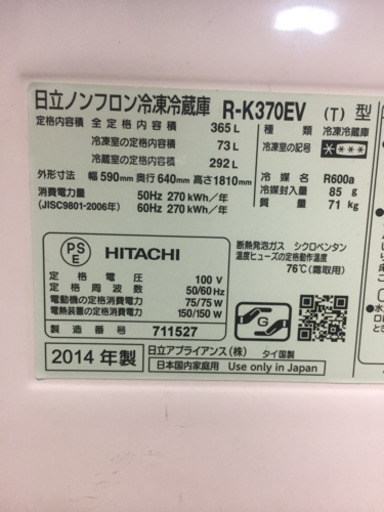 日立ノンフロン冷凍冷蔵庫 R-K370EV (T) 型
定格内容積 全定格内容積 365 L
冷凍室の定格内容積 73 L
冷蔵室の定格内容積 292 L
種類 冷凍冷蔵庫
冷凍室の記号
外形寸法 幅 590mm 奥行 640mm 高さ 1810mm
消費電力量 50Hz 270 kWh/年
(JISC9801-2006年) 60Hz 270 kWh/年
冷媒名 R600a
冷媒封入量 85 g
質量 71 kg
PS
E
HITACHI
定格電圧 100 V
定格周波数 50/60 Hz
電動機の定格消費電力 75/75 W
電熱装置の定格消費電力 150/150 W
製造番号 711527
断熱発泡ガス シクロペンタン
温度ヒューズの定格動作温度
76℃ (霜取用)
G
2014 年製
日立アプライアンス(株) タイ国製
日本国内家庭用 Use only in Japan